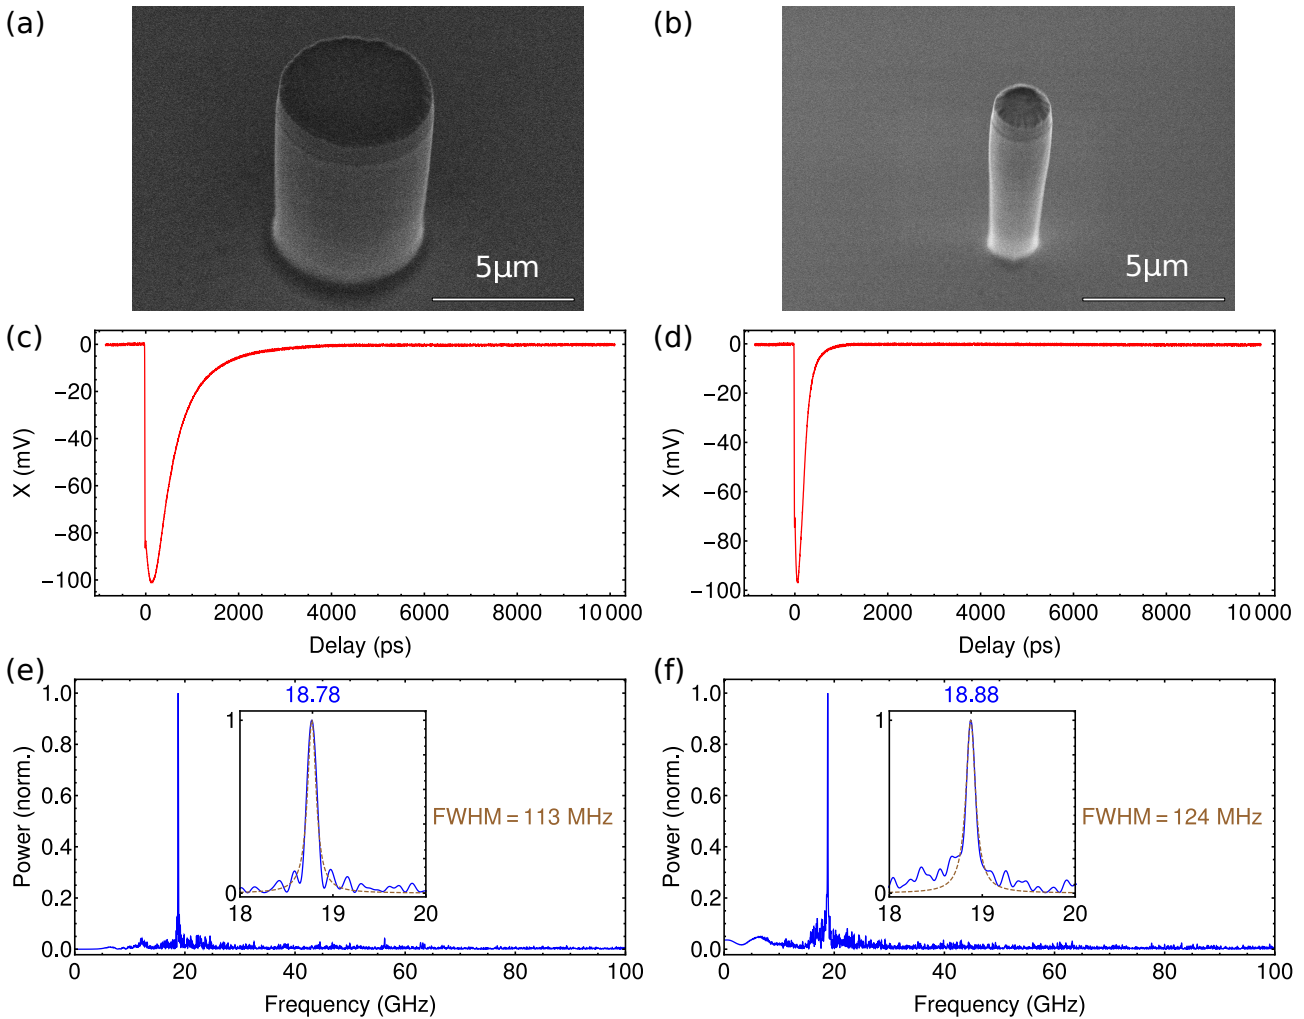 (a)
5μm
(b)
5μm
(c)
0
−20
−40
−60
−80
−100
X (mV)
0 2000 4000 6000 8000 10 000
Delay (ps)
(d)
0
−20
−40
−60
−80
−100
X (mV)
0 2000 4000 6000 8000 10 000
Delay (ps)
(e)
1.0
0.8
0.6
0.4
0.2
0.0
Power (norm.)
18.78
1
0
18 19 20
FWHM = 113 MHz
0 20 40 60 80 100
Frequency (GHz)
(f)
1.0
0.8
0.6
0.4
0.2
0.0
Power (norm.)
18.88
1
0
18 19 20
FWHM = 124 MHz
0 20 40 60 80 100
Frequency (GHz)